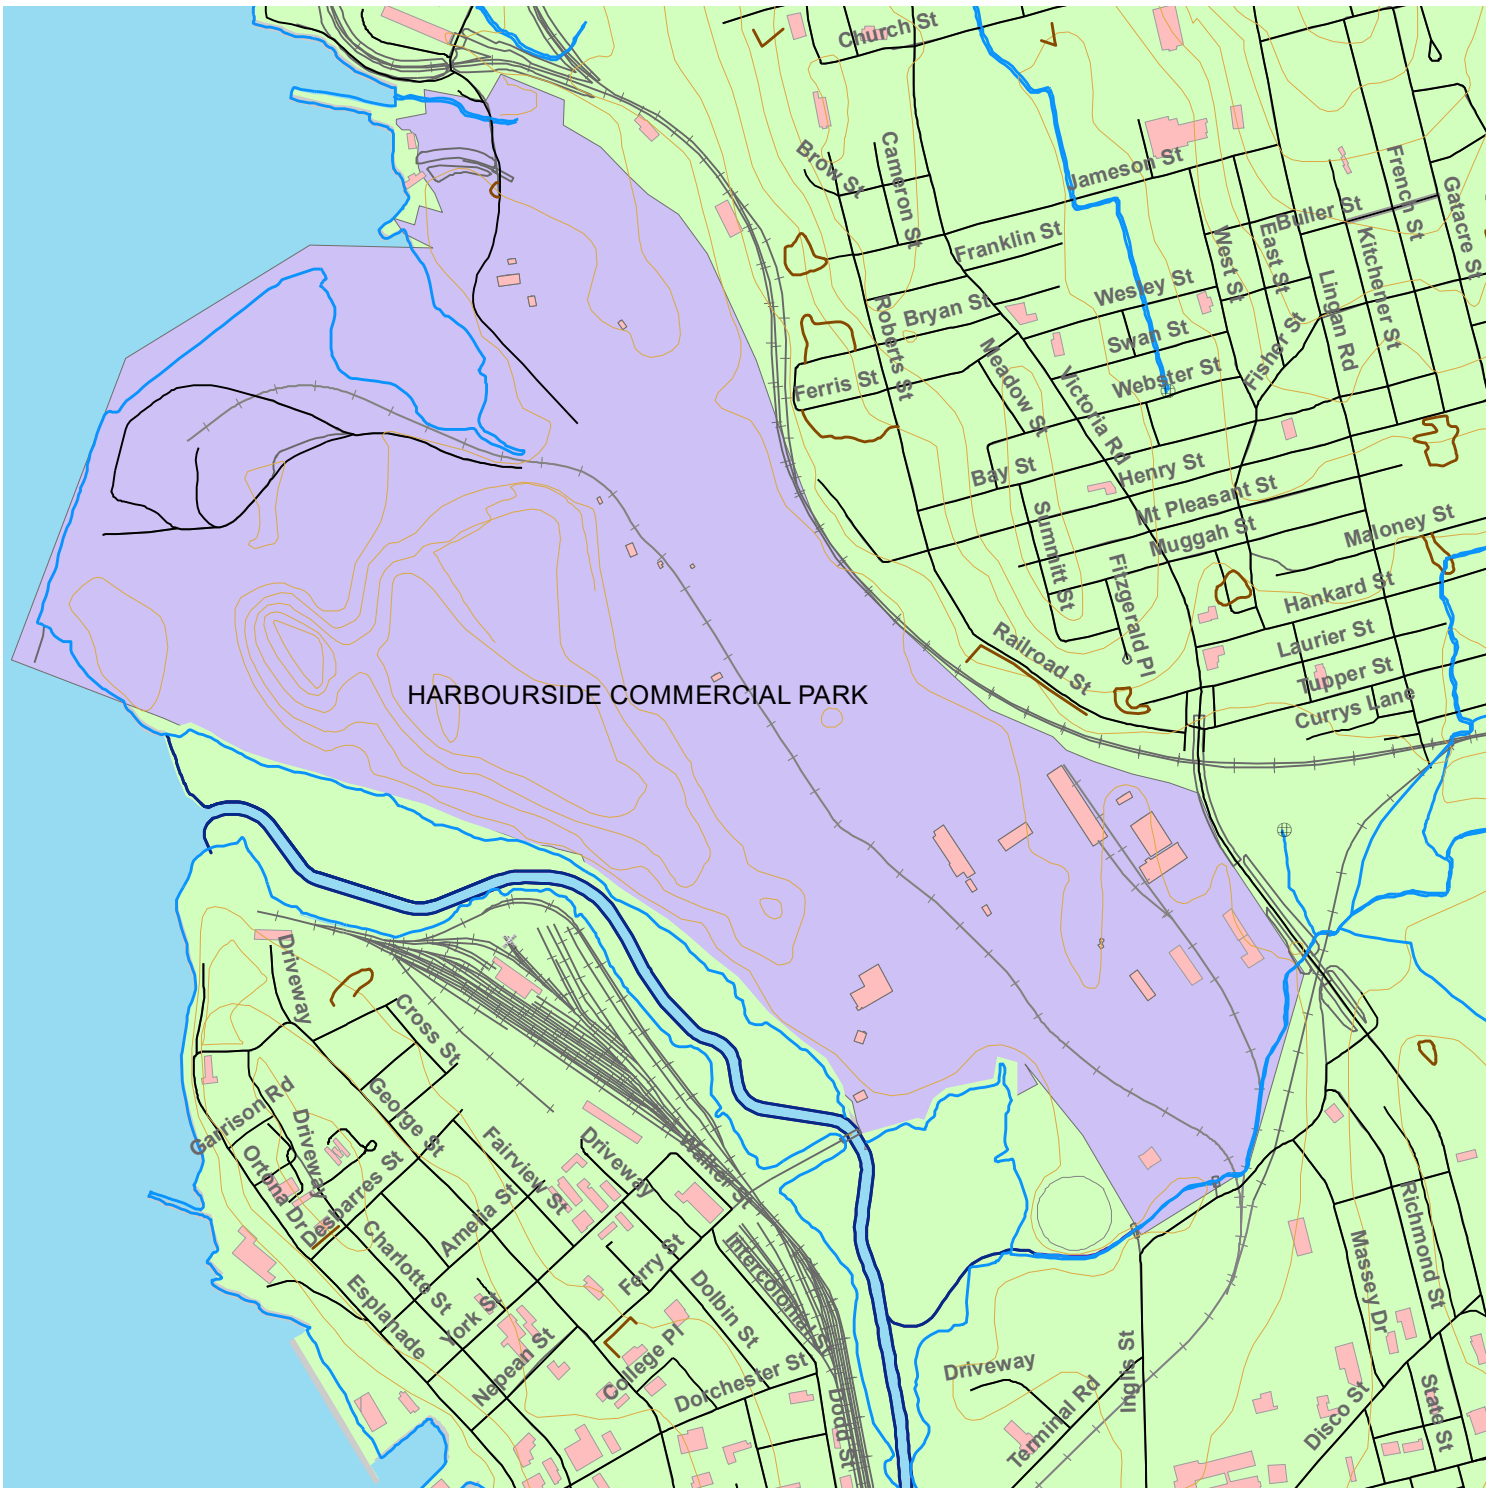 Church St
Brow St
Cameron St
Jameson St
French St
Gatacre St
Buller St
Franklin St
West St
East St
Kitchener St
Lingan Rd
Wesley St
Bryan St
Roberts St
Swan St
Fisher St
Meadow St
Victoria Rd
Webster St
Ferris St
Bay St
Henry St
Mt Pleasant St
Summitt St
Muggah St
Maloney St
Fitzgerald Pl
Hankard St
Railroad St
Laurier St
Tupper St
Currys Lane
HARBOURSIDE COMMERCIAL PARK
Driveway
Cross St
Garrison Rd
George St
Driveway
Fairview St
Driveway
Walker St
Ortona Dr
Desbarres St
Amelia St
Charlotte St
Ferry St
Intercolonial St
Dolbin St
Esplanade
York St
Nepean St
College Pl
Dorchester St
Dodd St
Driveway
Terminal Rd
Inglis St
Massey Dr
Richmond St
Disco St
State St